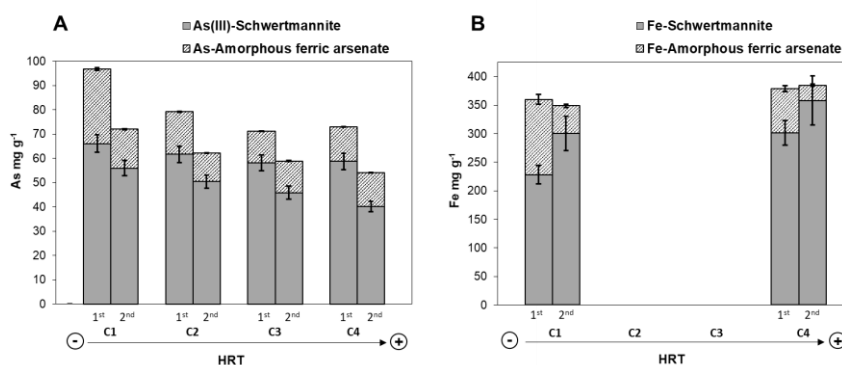 A
As(III)-Schwertmannite
As-Amorphous ferric arsenate
As mg g⁻¹
100
90
80
70
60
50
40
30
20
10
0
1st 2nd 1st 2nd 1st 2nd 1st 2nd
C1 C2 C3 C4
- +
HRT
B
Fe-Schwertmannite
Fe-Amorphous ferric arsenate
Fe mg g⁻¹
400
350
300
250
200
150
100
50
0
1st 2nd 1st 2nd
C1 C2 C3 C4
- +
HRT